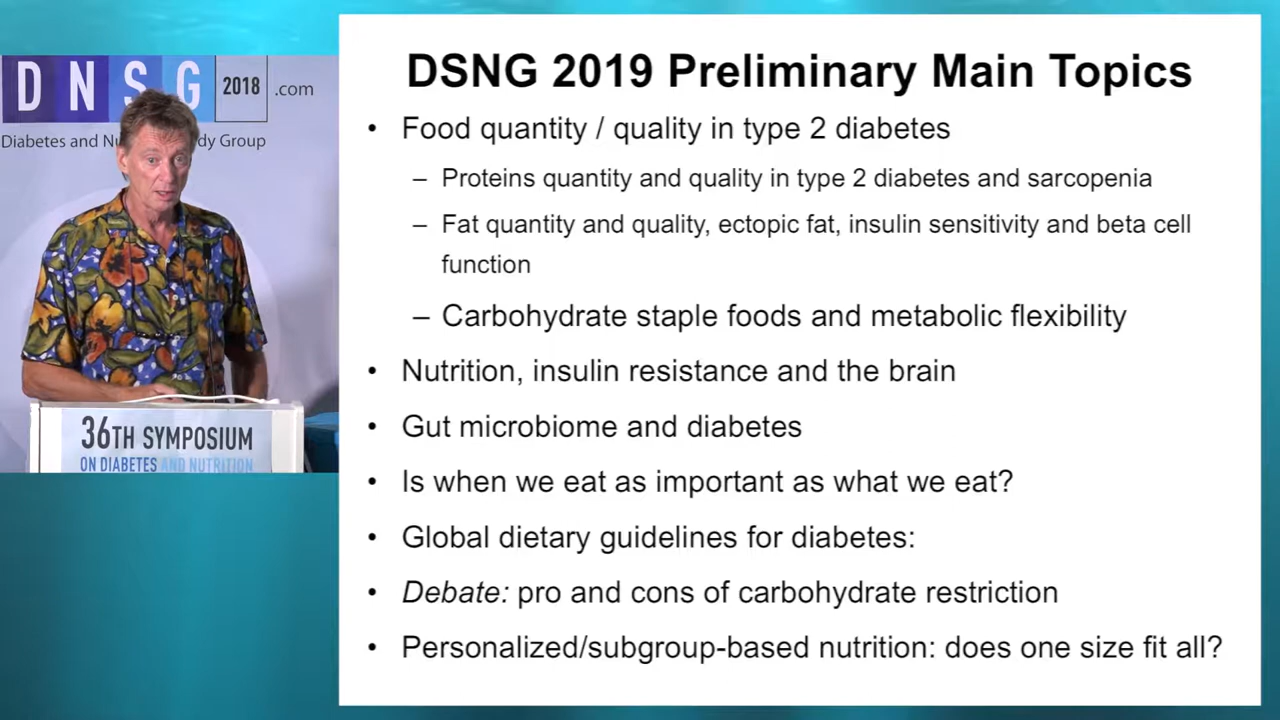 DNSG 2018 .com
Diabetes and Nu dy Group
36TH SYMPOSIUM
ON DIABETES AND NUTRITION
DSNG 2019 Preliminary Main Topics
• Food quantity / quality in type 2 diabetes
– Proteins quantity and quality in type 2 diabetes and sarcopenia
– Fat quantity and quality, ectopic fat, insulin sensitivity and beta cell
function
– Carbohydrate staple foods and metabolic flexibility
• Nutrition, insulin resistance and the brain
• Gut microbiome and diabetes
• Is when we eat as important as what we eat?
• Global dietary guidelines for diabetes:
• Debate: pro and cons of carbohydrate restriction
• Personalized/subgroup-based nutrition: does one size fit all?